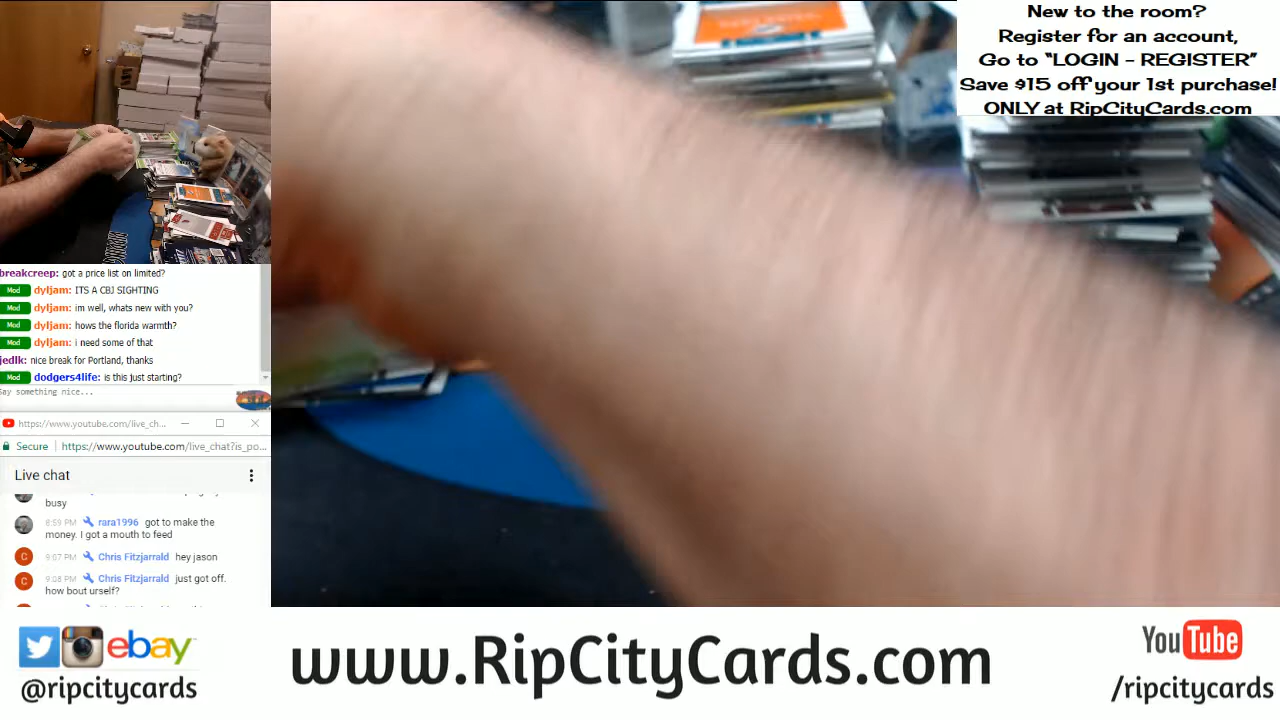 New to the room?
Register for an account,
Go to “LOGIN - REGISTER”
Save $15 off your 1st purchase!
ONLY at RipCityCards.com
breakcreep: got a price list on limited?
Mod dyljam: ITS A CBJ SIGHTING
Mod dyljam: im well, whats new with you?
Mod dyljam: hows the florida warmth?
Mod dyljam: i need some of that
jedlk: nice break for Portland, thanks
Mod dodgers4life: is this just starting?
Say something nice...
https://www.youtube.com/live_ch...
Secure https://www.youtube.com/live_chat?is_po...
Live chat
busy
8:59 PM rara1996 got to make the
money. I got a mouth to feed
C 9:07 PM Chris Fitzjarrald hey jason
C 9:08 PM Chris Fitzjarrald just got off.
how bout urself?
ebay
@ripcitycards
www.RipCityCards.com
YouTube
/ripcitycards